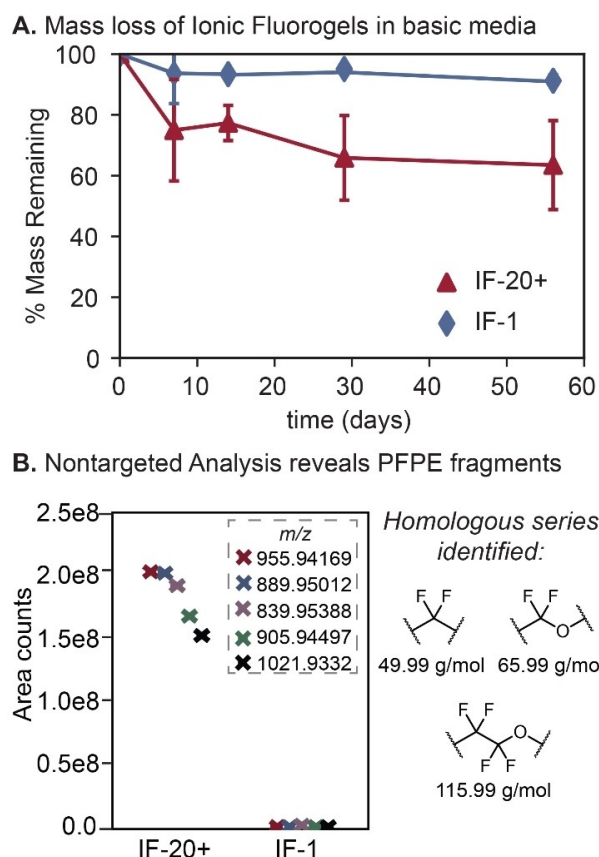 A. Mass loss of Ionic Fluorogels in basic media
% Mass Remaining
100
80
60
40
20
0
0 10 20 30 40 50 60
time (days)
IF-20+
IF-1
B. Nontargeted Analysis reveals PFPE fragments
Area counts
2.5e8
2.0e8
1.5e8
1.0e8
0.5e8
0.0
IF-20+ IF-1
m/z
955.94169
889.95012
839.95388
905.94497
1021.9332
Homologous series
identified:
F F
49.99 g/mol
F F
O
65.99 g/mo
F F
O
F F
115.99 g/mol